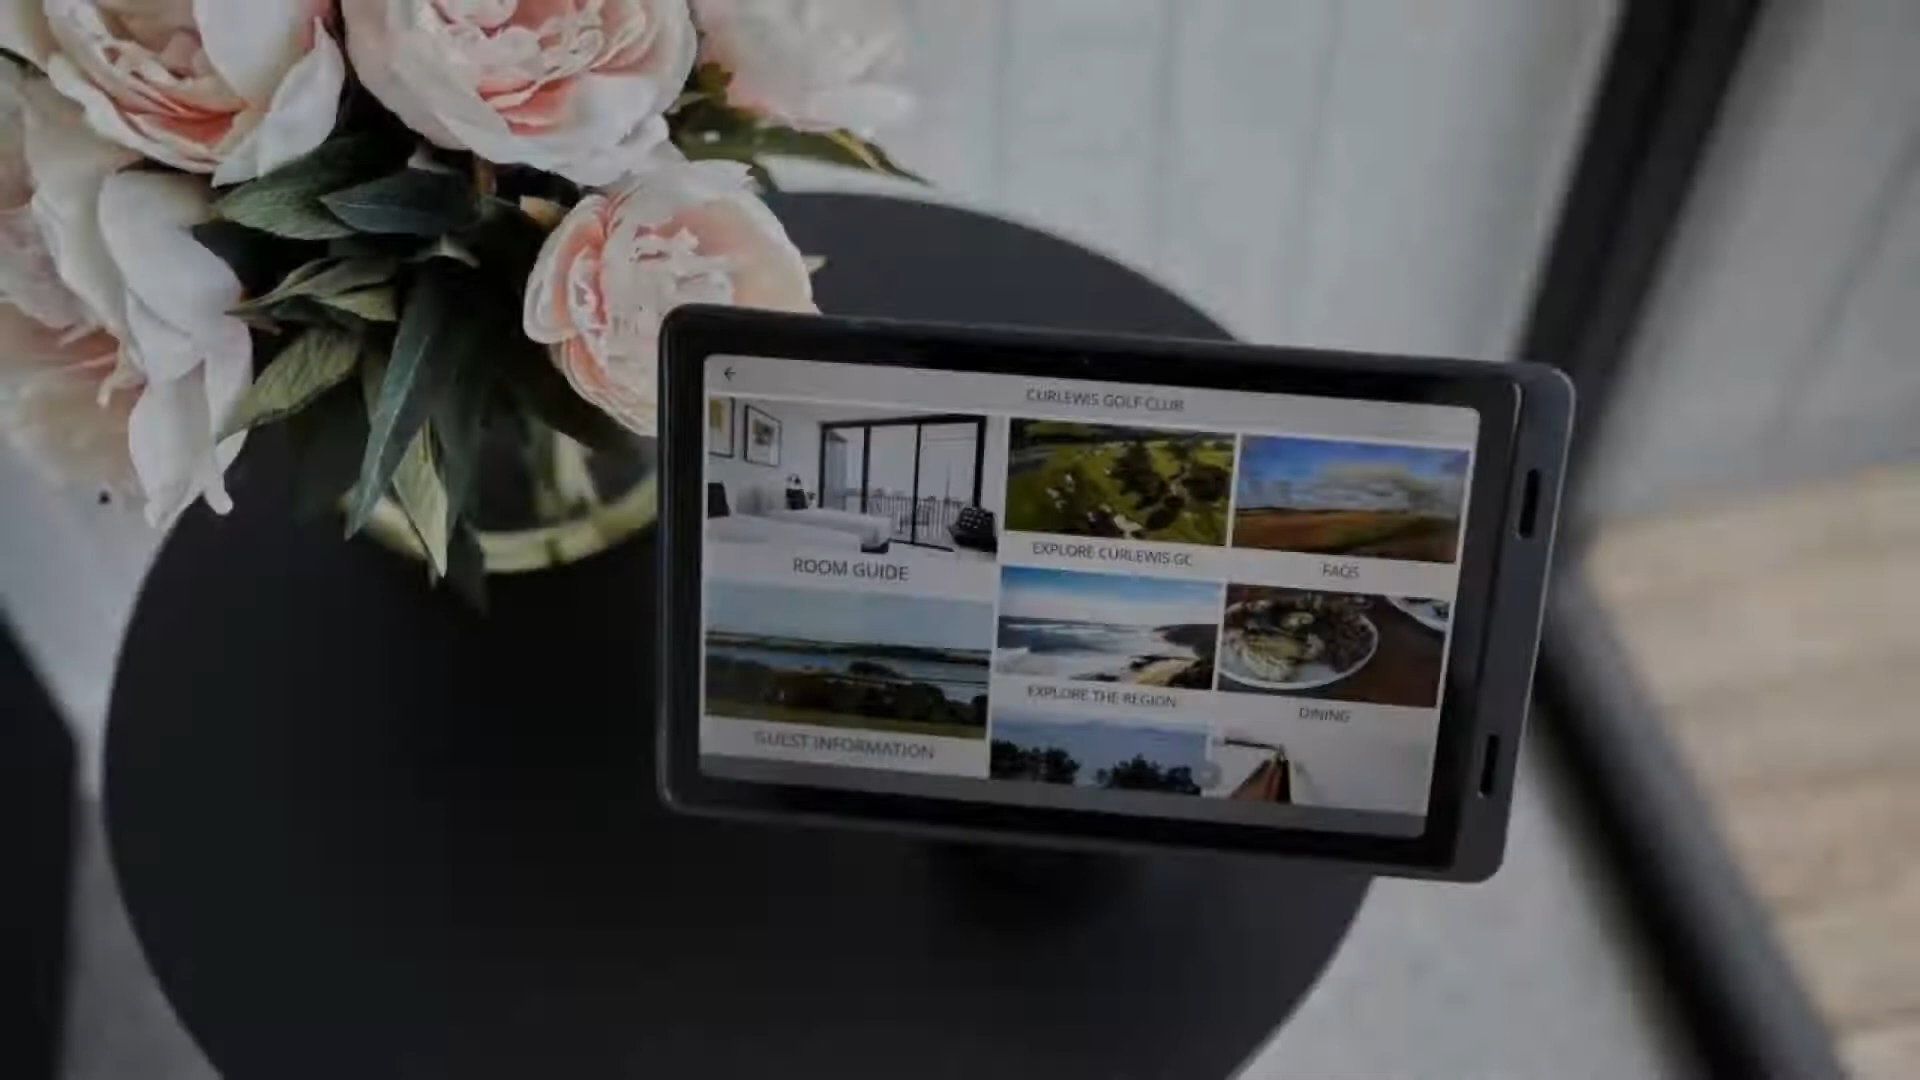 CURLEWIS GOLF CLUB
ROOM GUIDE
EXPLORE CURLEWIS GC
FAQS
GUEST INFORMATION
EXPLORE THE REGION
DINING